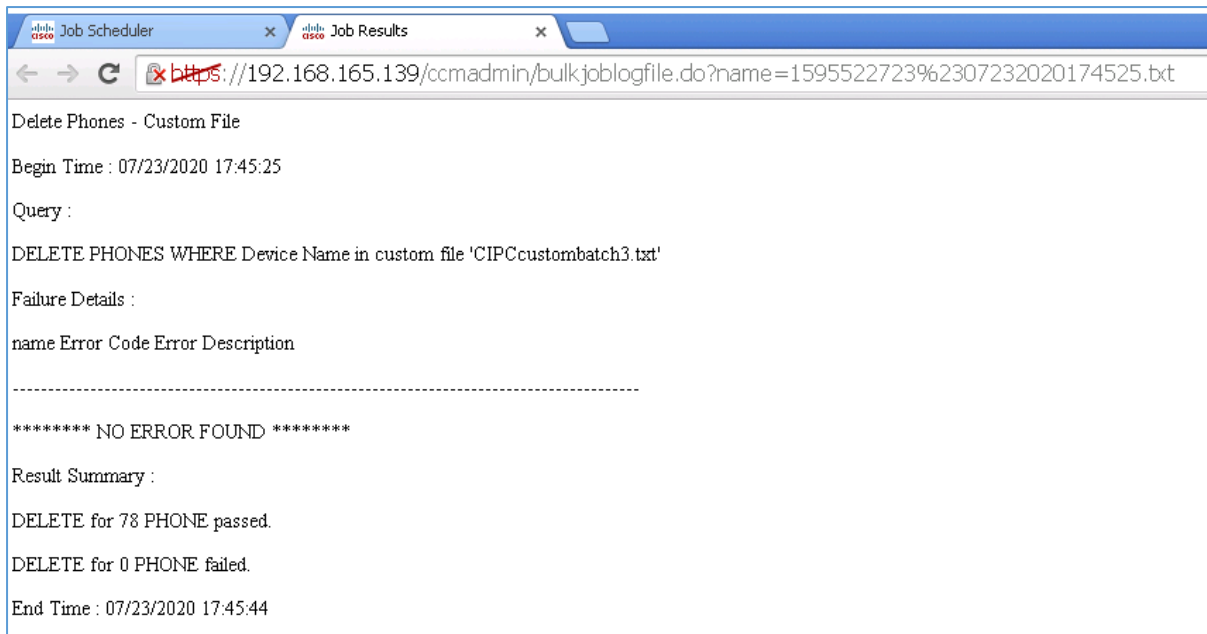 cisco Job Scheduler × cisco Job Results ×
https://192.168.165.139/ccmadmin/bulkjoblogfile.do?name=1595522723%2307232020174525.txt
Delete Phones - Custom File
Begin Time : 07/23/2020 17:45:25
Query :
DELETE PHONES WHERE Device Name in custom file 'CIPCcustombatch3.txt'
Failure Details :
name Error Code Error Description
------------------------------------------------------------------------------------------
******** NO ERROR FOUND ********
Result Summary :
DELETE for 78 PHONE passed.
DELETE for 0 PHONE failed.
End Time : 07/23/2020 17:45:44